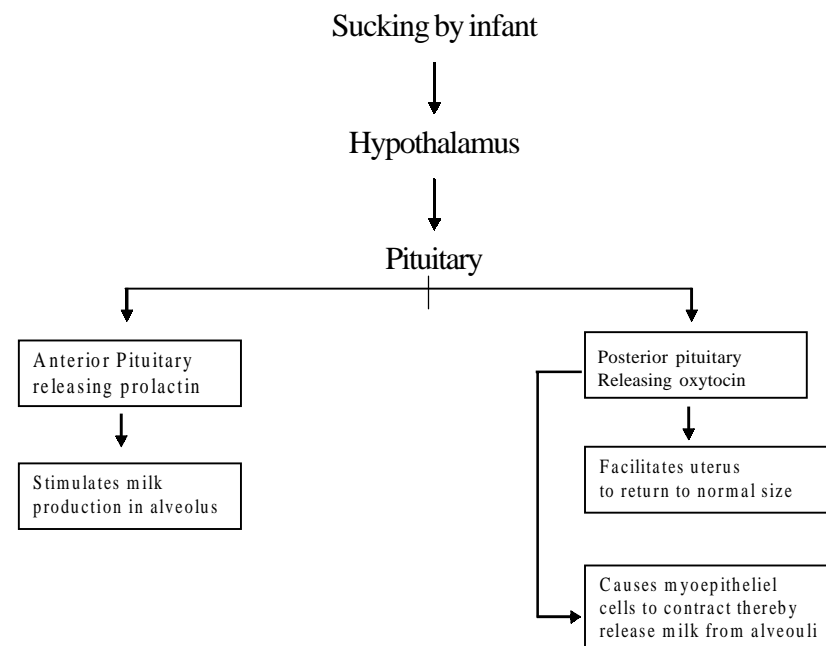 Sucking by infant
Hypothalamus
Pituitary
Anterior Pituitary
releasing prolactin
Stimulates milk
production in alveolus
Posterior pituitary
Releasing oxytocin
Facilitates uterus
to return to normal size
Causes myoepitheliel
cells to contract thereby
release milk from alveouli